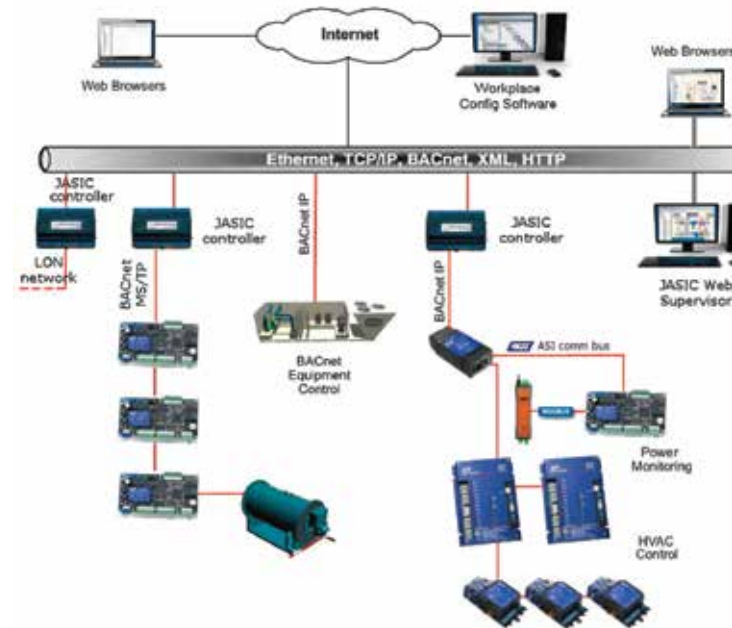 Internet
Web Browsers
Workplace
Config Software
Web Browsers
Ethernet, TCP/IP, BACnet, XML, HTTP
JASIC
controller
LON
network
JASIC
controller
BACnet
MS/TP
BACnet IP
BACnet
Equipment
Control
JASIC
controller
BACnet IP
JASIC Web
Supervisor
ASI comm bus
MODBUS
Power
Monitoring
HVAC
Control